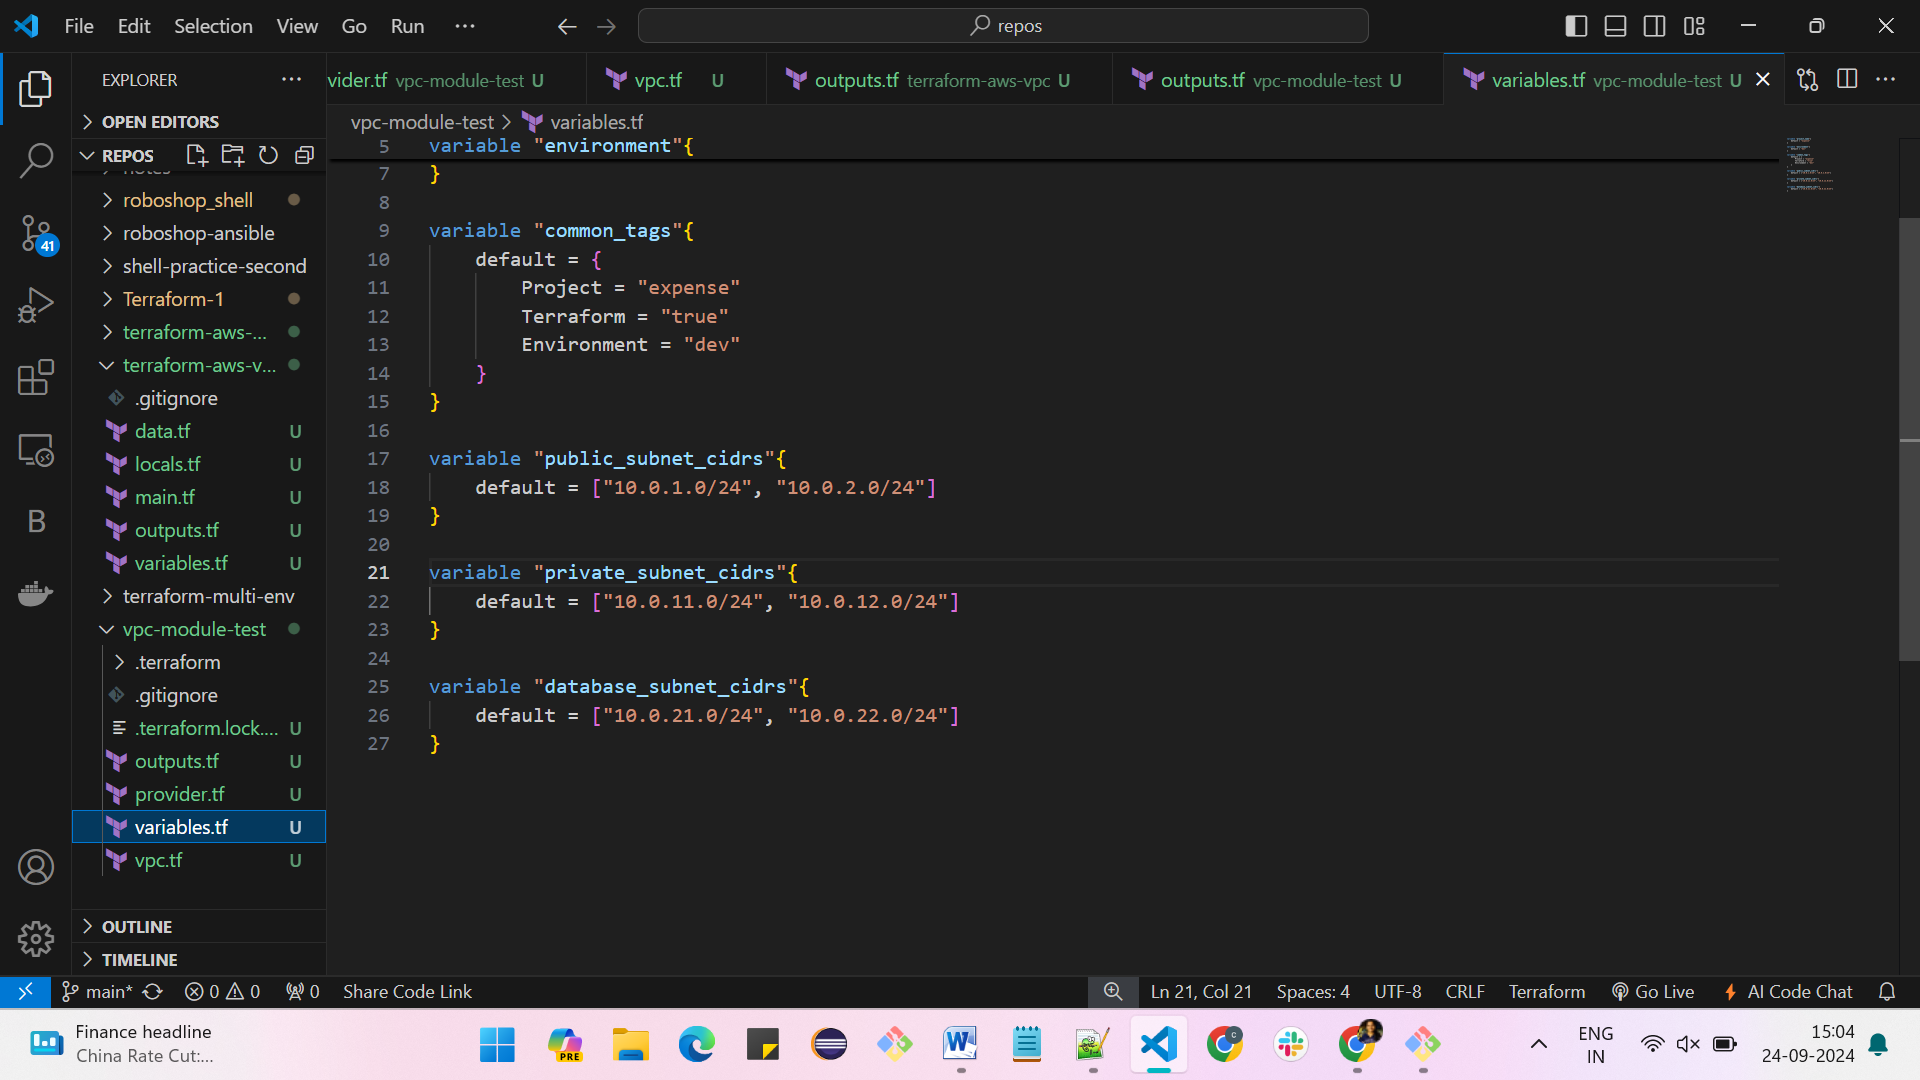 File Edit Selection View Go Run ···
repos
EXPLORER
vider.tf vpc-module-test U
vpc.tf U
outputs.tf terraform-aws-vpc U
outputs.tf vpc-module-test U
variables.tf vpc-module-test U
OPEN EDITORS
REPOS
notes
roboshop_shell
roboshop-ansible
shell-practice-second
Terraform-1
terraform-aws-...
terraform-aws-v...
.gitignore
data.tf U
locals.tf U
main.tf U
outputs.tf U
variables.tf U
terraform-multi-env
vpc-module-test
.terraform
.gitignore
.terraform.lock.... U
outputs.tf U
provider.tf U
variables.tf U
vpc.tf U
OUTLINE
TIMELINE
41
B
vpc-module-test > variables.tf
5 variable "environment"{
7 }
8
9 variable "common_tags"{
10 default = {
11 Project = "expense"
12 Terraform = "true"
13 Environment = "dev"
14 }
15 }
16
17 variable "public_subnet_cidrs"{
18 default = ["10.0.1.0/24", "10.0.2.0/24"]
19 }
20
21 variable "private_subnet_cidrs"{
22 default = ["10.0.11.0/24", "10.0.12.0/24"]
23 }
24
25 variable "database_subnet_cidrs"{
26 default = ["10.0.21.0/24", "10.0.22.0/24"]
27 }
main* 0 0 0 Share Code Link
Ln 21, Col 21 Spaces: 4 UTF-8 CRLF Terraform Go Live AI Code Chat
Finance headline
China Rate Cut:...
PRE
ENG
IN
15:04
24-09-2024